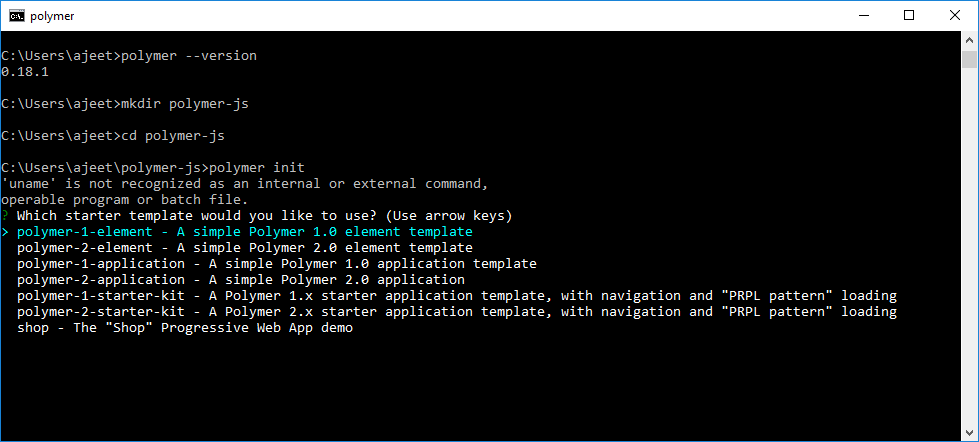 polymer
C:\Users\ajeet>polymer --version
0.18.1
C:\Users\ajeet>mkdir polymer-js
C:\Users\ajeet>cd polymer-js
C:\Users\ajeet\polymer-js>polymer init
'uname' is not recognized as an internal or external command,
operable program or batch file.
? Which starter template would you like to use? (Use arrow keys)
> polymer-1-element - A simple Polymer 1.0 element template
polymer-2-element - A simple Polymer 2.0 element template
polymer-1-application - A simple Polymer 1.0 application template
polymer-2-application - A simple Polymer 2.0 application
polymer-1-starter-kit - A Polymer 1.x starter application template, with navigation and "PRPL pattern" loading
polymer-2-starter-kit - A Polymer 2.x starter application template, with navigation and "PRPL pattern" loading
shop - The "Shop" Progressive Web App demo